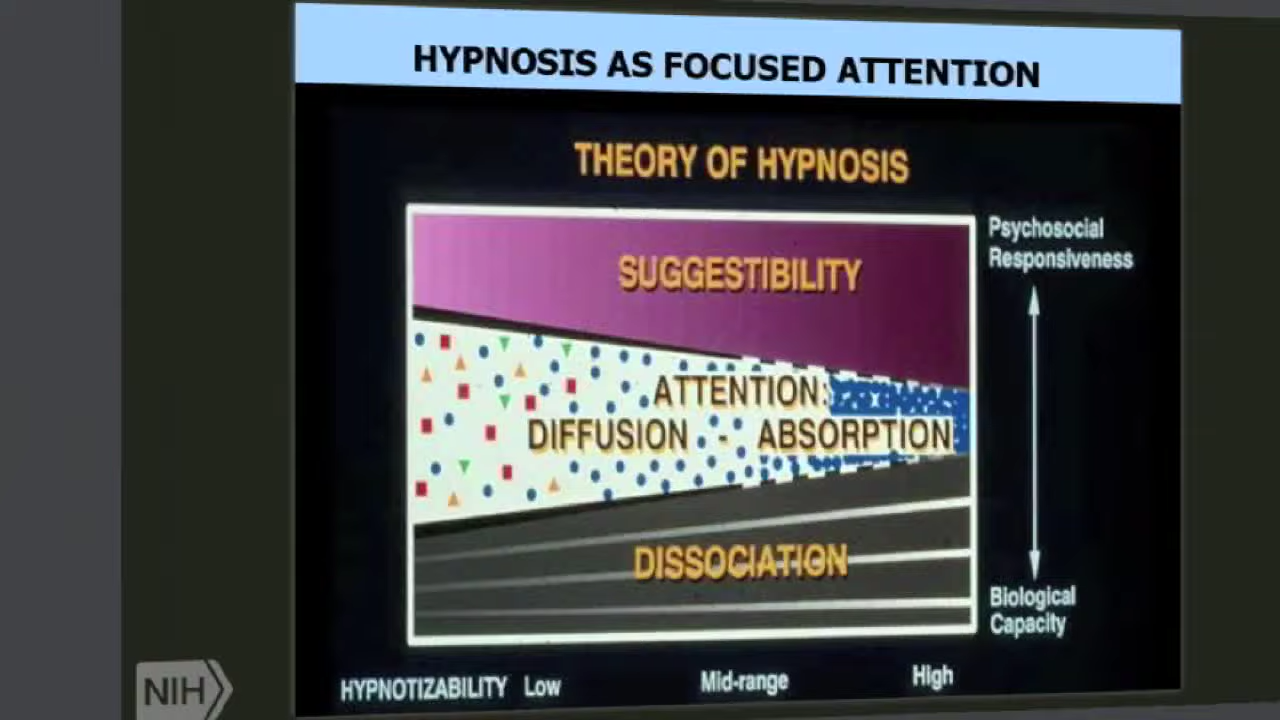 HYPNOSIS AS FOCUSED ATTENTION
THEORY OF HYPNOSIS
Psychosocial
Responsiveness
SUGGESTIBILITY
ATTENTION:
DIFFUSION - ABSORPTION
DISSOCIATION
Biological
Capacity
HYPNOTIZABILITY Low Mid-range High
NIH